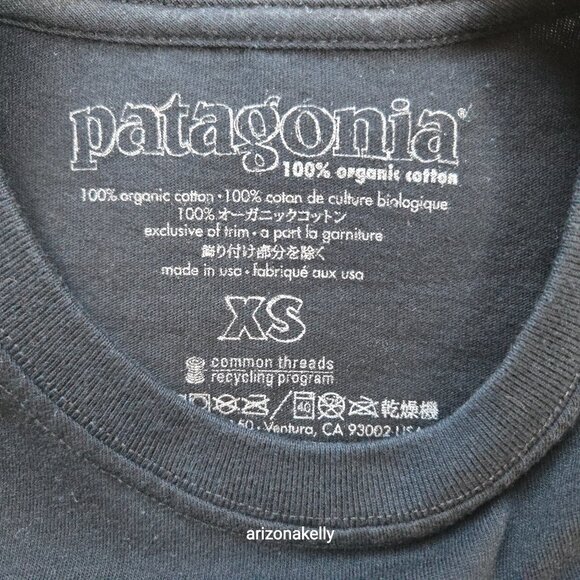 patagonia®
100% organic cotton
100% organic cotton • 100% coton de culture biologique
100% オーガニックコットン
exclusive of trim • a part la garniture
飾り付け部分を除く
made in usa • fabriqué aux usa
XS
common threads
recycling program
40 乾燥機
Ventura, CA 93002
arizonakelly